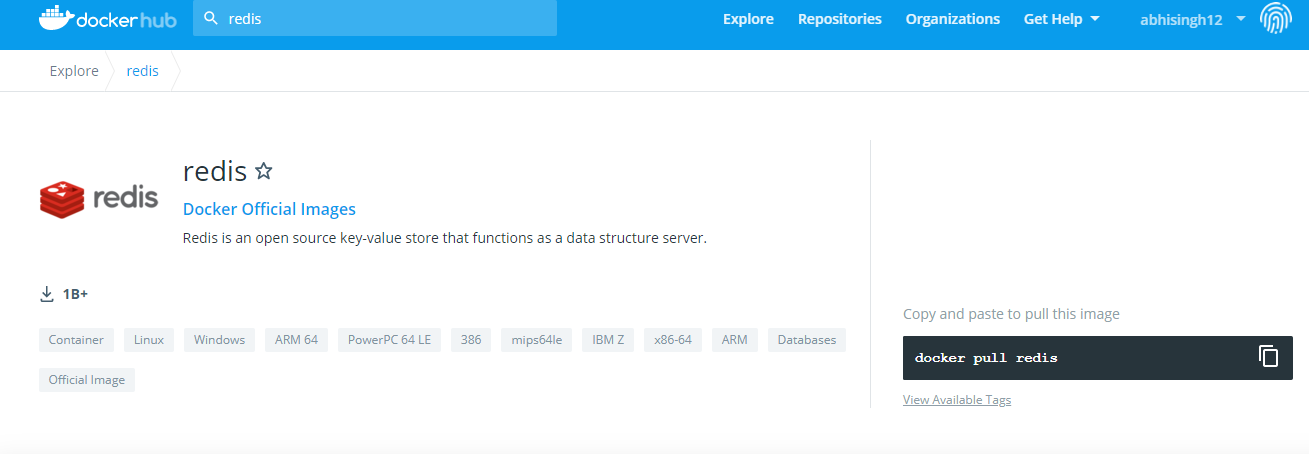 dockerhub
redis
Explore Repositories Organizations Get Help abhisingh12
Explore redis
redis
redis
Docker Official Images
Redis is an open source key-value store that functions as a data structure server.
1B+
Container Linux Windows ARM 64 PowerPC 64 LE 386 mips64le IBM Z x86-64 ARM Databases
Official Image
Copy and paste to pull this image
docker pull redis
View Available Tags